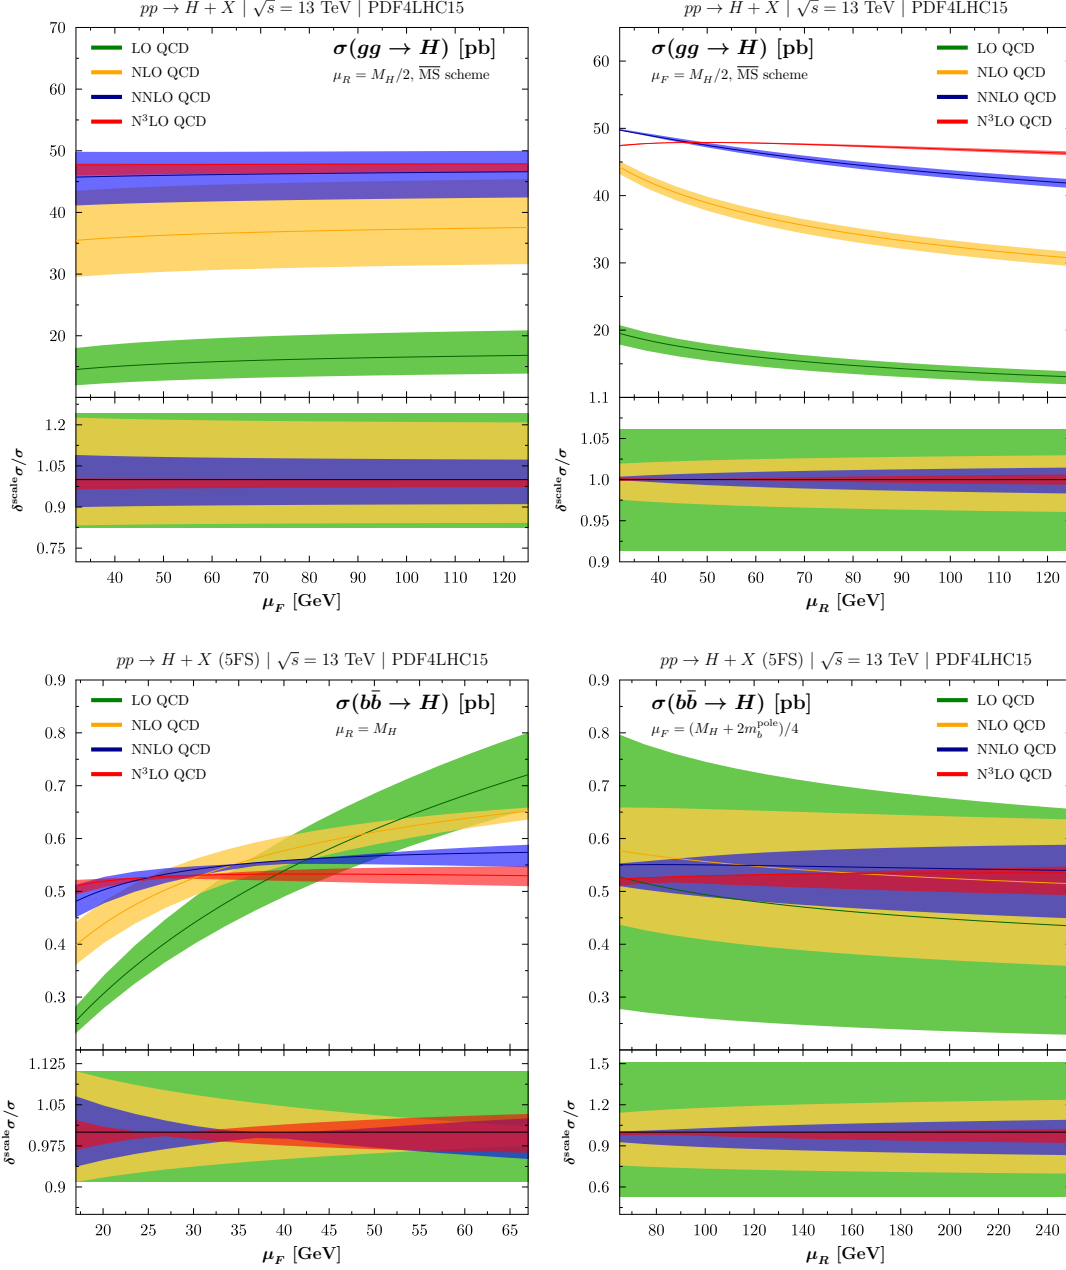 pp → H + X | √s = 13 TeV | PDF4LHC15
70
60
50
40
30
20
LO QCD
NLO QCD
NNLO QCD
N³LO QCD
σ(gg → H) [pb]
μ_R = M_H/2, M̅S̅ scheme
1.2
1.05
0.9
0.75
δ^scale σ/σ
40 50 60 70 80 90 100 110 120
μ_F [GeV]
pp → H + X | √s = 13 TeV | PDF4LHC15
60
50
40
30
20
σ(gg → H) [pb]
μ_F = M_H/2, M̅S̅ scheme
LO QCD
NLO QCD
NNLO QCD
N³LO QCD
1.1
1.05
1.0
0.95
0.9
δ^scale σ/σ
40 50 60 70 80 90 100 110 120
μ_R [GeV]
pp → H + X (5FS) | √s = 13 TeV | PDF4LHC15
0.9
0.8
0.7
0.6
0.5
0.4
0.3
LO QCD
NLO QCD
NNLO QCD
N³LO QCD
σ(bb̄ → H) [pb]
μ_R = M_H
1.125
1.05
0.975
0.9
δ^scale σ/σ
20 25 30 35 40 45 50 55 60 65
μ_F [GeV]
pp → H + X (5FS) | √s = 13 TeV | PDF4LHC15
0.9
0.8
0.7
0.6
0.5
0.4
0.3
σ(bb̄ → H) [pb]
μ_F = (M_H + 2m_b^pole)/4
LO QCD
NLO QCD
NNLO QCD
N³LO QCD
1.5
1.2
0.9
0.6
δ^scale σ/σ
80 100 120 140 160 180 200 220 240
μ_R [GeV]